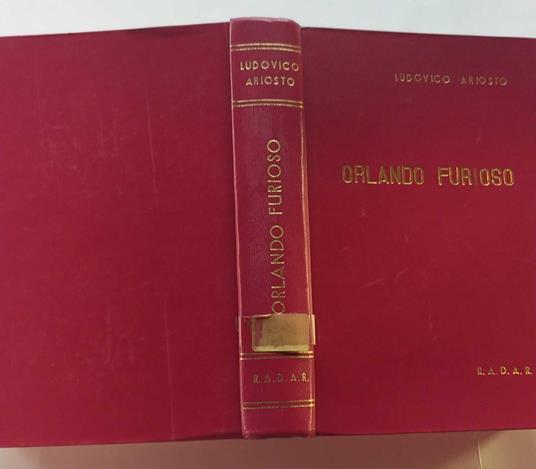 LUDOVICO
ARIOSTO
ORLANDO FURIOSO
R.A.D.A.R.
LUDOVICO ARIOSTO
ORLANDO FURIOSO
R.A.D.A.R.